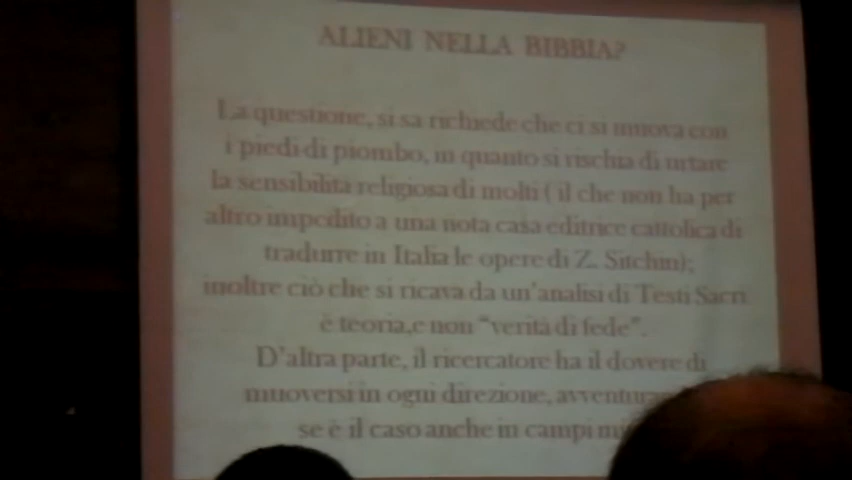 ALIENI NELLA BIBBIA?
La questione, si sa richiede che ci si muova con
i piedi di piombo, in quanto si rischia di urtare
la sensibilità religiosa di molti ( il che non ha per
altro impedito a una nota casa editrice cattolica di
tradurre in Italia le opere di Z. Sitchin);
inoltre ciò che si ricava da un'analisi di Testi Sacri
è teoria,e non "verità di fede".
D'altra parte, il ricercatore ha il dovere di
muoversi in ogni direzione,
se è il caso anche in campi